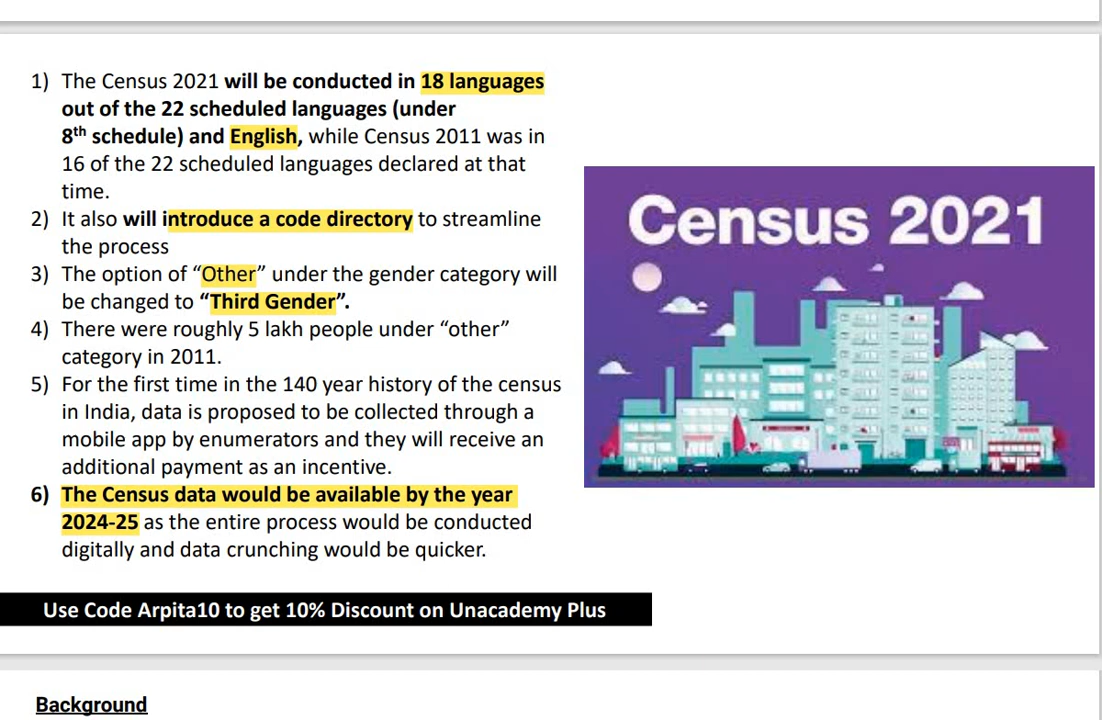 1) The Census 2021 will be conducted in 18 languages
out of the 22 scheduled languages (under
8th schedule) and English, while Census 2011 was in
16 of the 22 scheduled languages declared at that
time.
2) It also will introduce a code directory to streamline
the process
3) The option of “Other” under the gender category will
be changed to “Third Gender”.
4) There were roughly 5 lakh people under “other”
category in 2011.
5) For the first time in the 140 year history of the census
in India, data is proposed to be collected through a
mobile app by enumerators and they will receive an
additional payment as an incentive.
6) The Census data would be available by the year
2024-25 as the entire process would be conducted
digitally and data crunching would be quicker.
Census 2021
Use Code Arpita10 to get 10% Discount on Unacademy Plus
Background